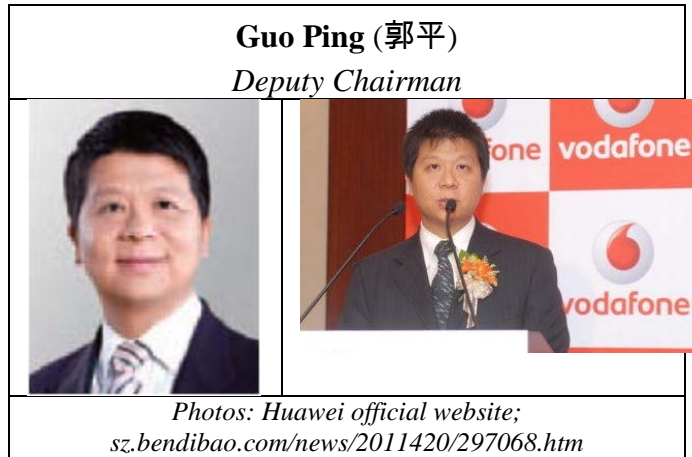 Guo Ping (郭平)
Deputy Chairman
fone vodafone
vodafone
Photos: Huawei official website;
sz.bendibao.com/news/2011420/297068.htm